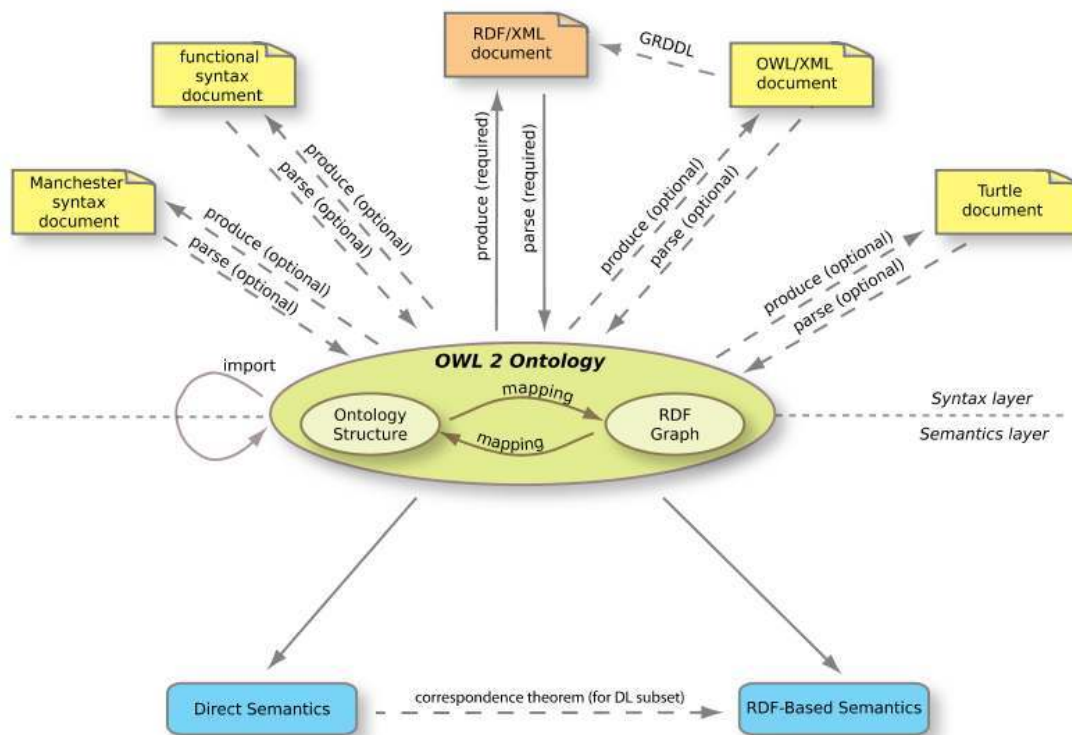 RDF/XML
document
GRDDL
OWL/XML
document
functional
syntax
document
Manchester
syntax
document
Turtle
document
produce (optional)
parse (optional)
produce (optional)
parse (optional)
produce (required)
parse (required)
produce (optional)
parse (optional)
produce (optional)
parse (optional)
OWL 2 Ontology
import
mapping
Ontology
Structure
RDF
Graph
mapping
Syntax layer
Semantics layer
Direct Semantics
correspondence theorem (for DL subset)
RDF-Based Semantics